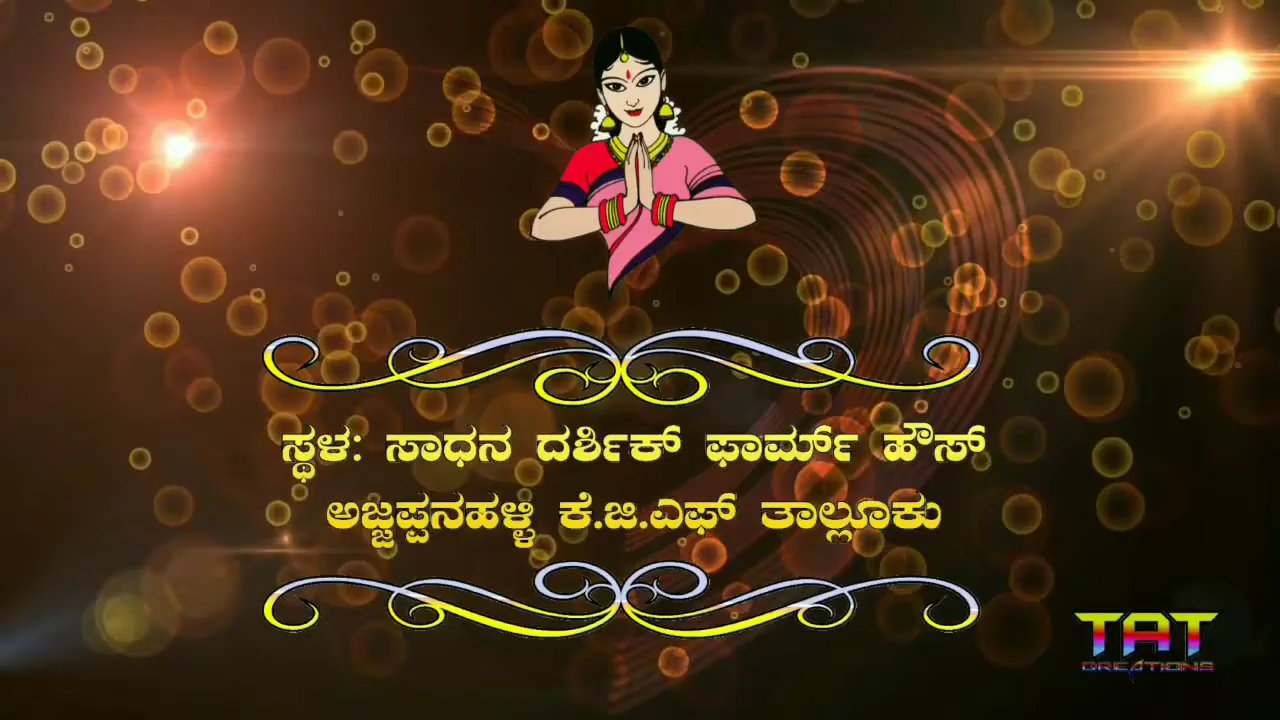 ಸ್ಥಳ: ಸಾಧನ ದರ್ಶಿಕ್ ಫಾರ್ಮ್ ಹೌಸ್
ಅಜ್ಜಪ್ಪನಹಳ್ಳಿ ಕೆ.ಜಿ.ಎಫ್ ತಾಲ್ಲೂಕು
TAT
CREATIONS